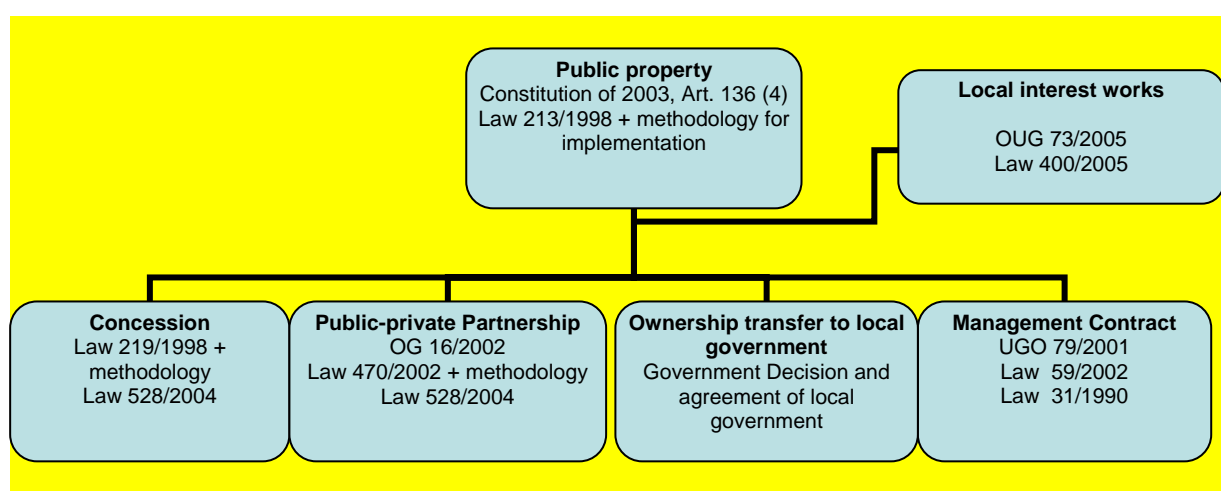 Public property
Constitution of 2003, Art. 136 (4)
Law 213/1998 + methodology for
implementation
Local interest works
OUG 73/2005
Law 400/2005
Concession
Law 219/1998 +
methodology
Law 528/2004
Public-private Partnership
OG 16/2002
Law 470/2002 + methodology
Law 528/2004
Ownership transfer to local
government
Government Decision and
agreement of local
government
Management Contract
UGO 79/2001
Law 59/2002
Law 31/1990